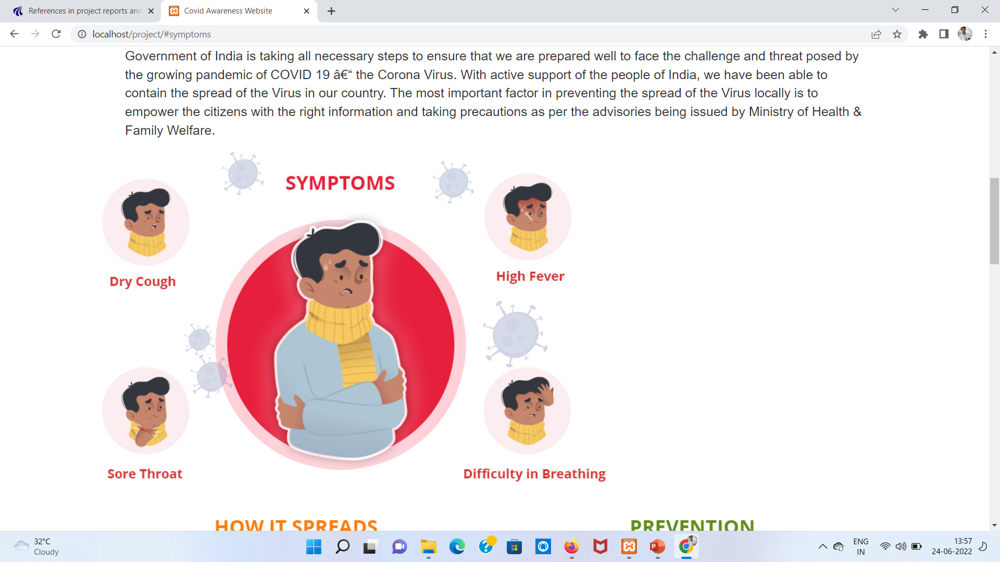 References in project reports and
Covid Awareness Website
localhost/project/#symptoms
Government of India is taking all necessary steps to ensure that we are prepared well to face the challenge and threat posed by
the growing pandemic of COVID 19 â€“ the Corona Virus. With active support of the people of India, we have been able to
contain the spread of the Virus in our country. The most important factor in preventing the spread of the Virus locally is to
empower the citizens with the right information and taking precautions as per the advisories being issued by Ministry of Health &
Family Welfare.
SYMPTOMS
Dry Cough
High Fever
Sore Throat
Difficulty in Breathing
HOW IT SPREADS
PREVENTION
32°C
Cloudy
ENG
IN
13:57
24-06-2022